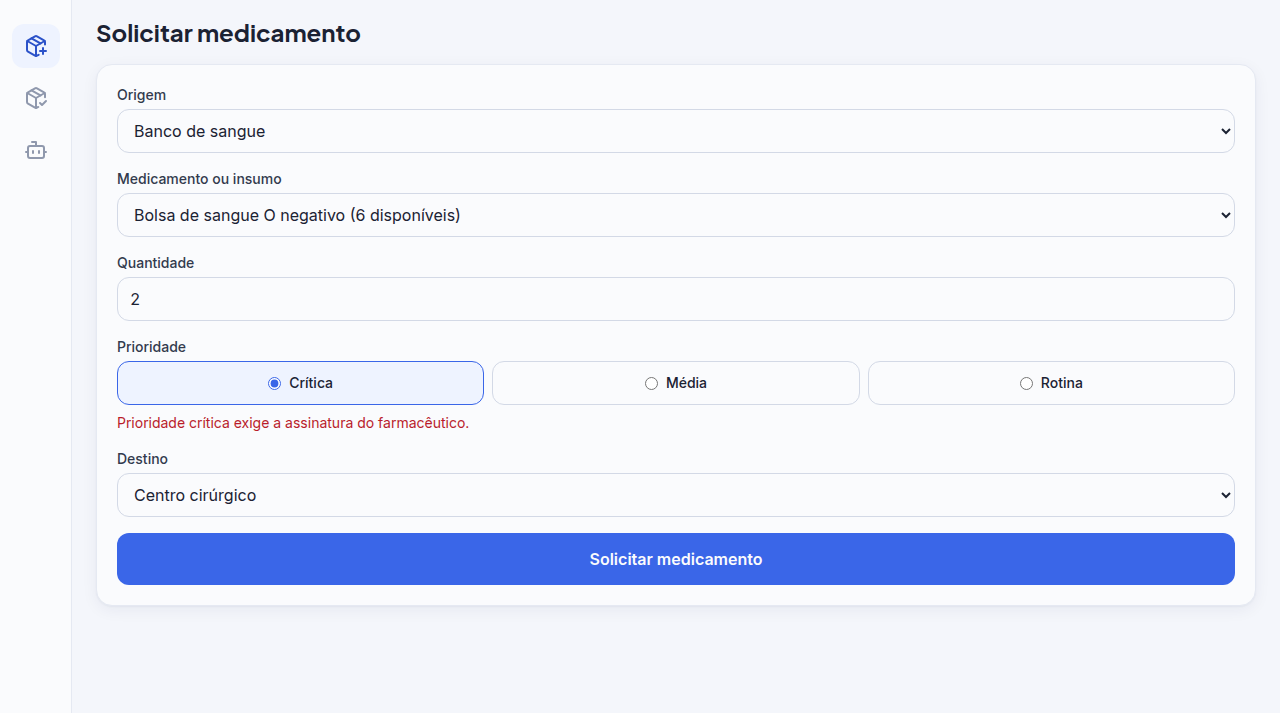 Solicitar medicamento
Origem
Banco de sangue
Medicamento ou insumo
Bolsa de sangue O negativo (6 disponíveis)
Quantidade
2
Prioridade
Crítica
Média
Rotina
Prioridade crítica exige a assinatura do farmacêutico.
Destino
Centro cirúrgico
Solicitar medicamento